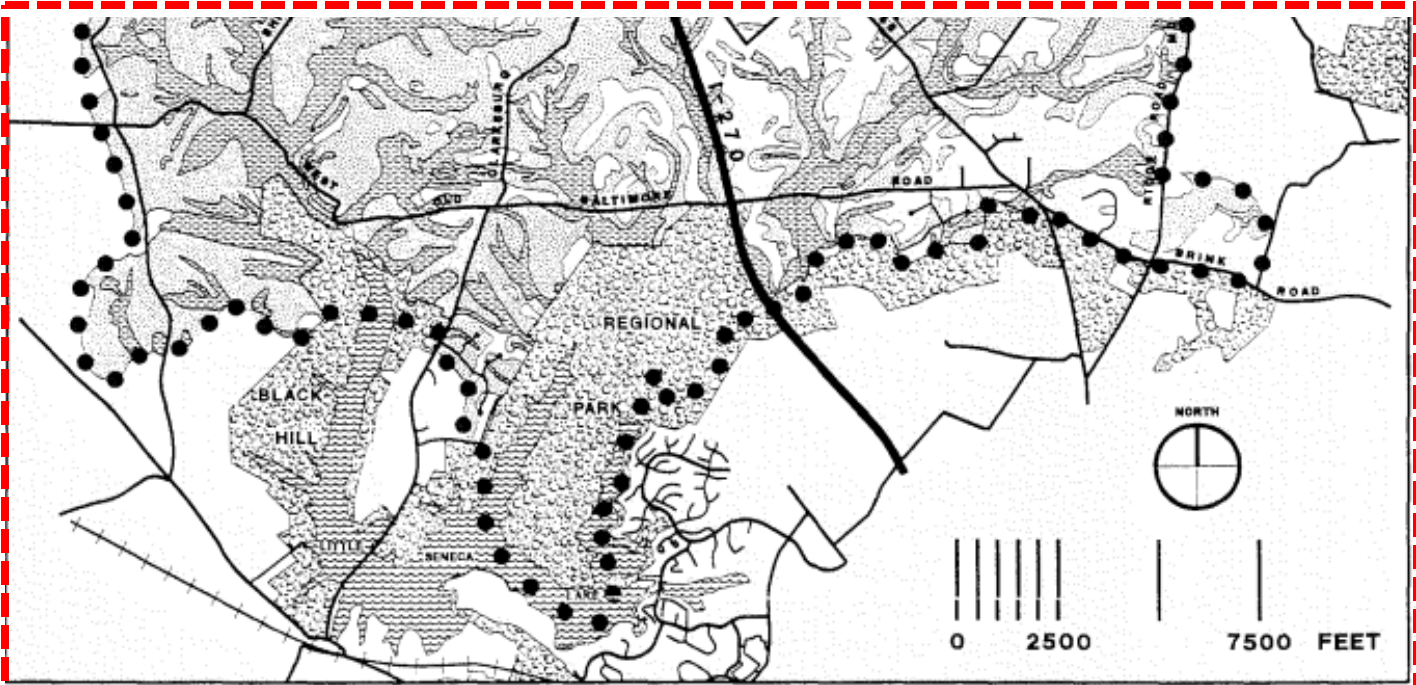 I-270
CLARKSBURG
ROAD
WEST
OLD
BALTIMORE
ROAD
RIDGE
BRINK
ROAD
REGIONAL
BLACK
PARK
HILL
NORTH
LITTLE
SENECA
LAKE
0 2500 7500 FEET